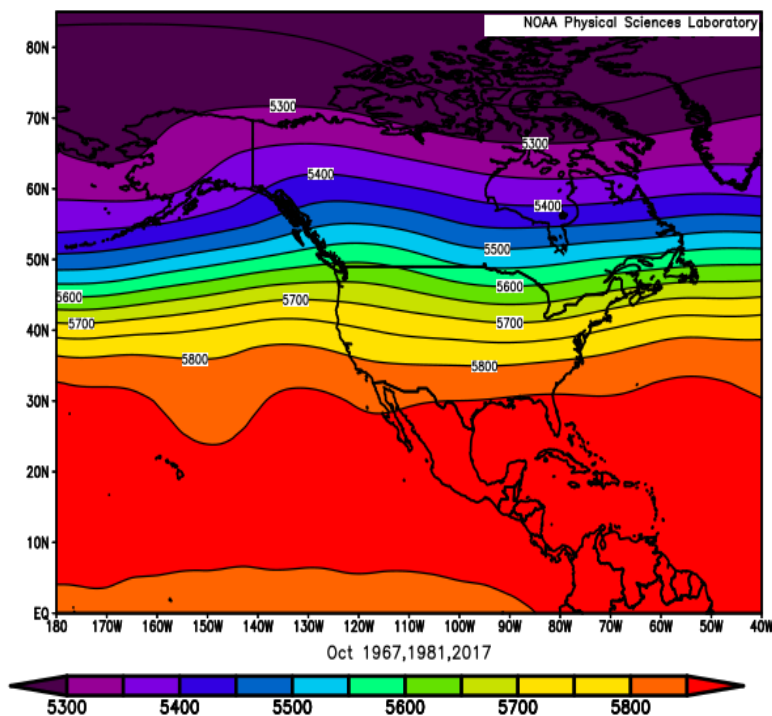 NOAA Physical Sciences Laboratory
80N
70N
60N
50N
40N
30N
20N
10N
EQ
5300
5300
5400
5400
5500
5600
5600
5700
5700
5800
5800
180 170W 160W 150W 140W 130W 120W 110W 100W 90W 80W 70W 60W 50W 40W
Oct 1967,1981,2017
5300 5400 5500 5600 5700 5800